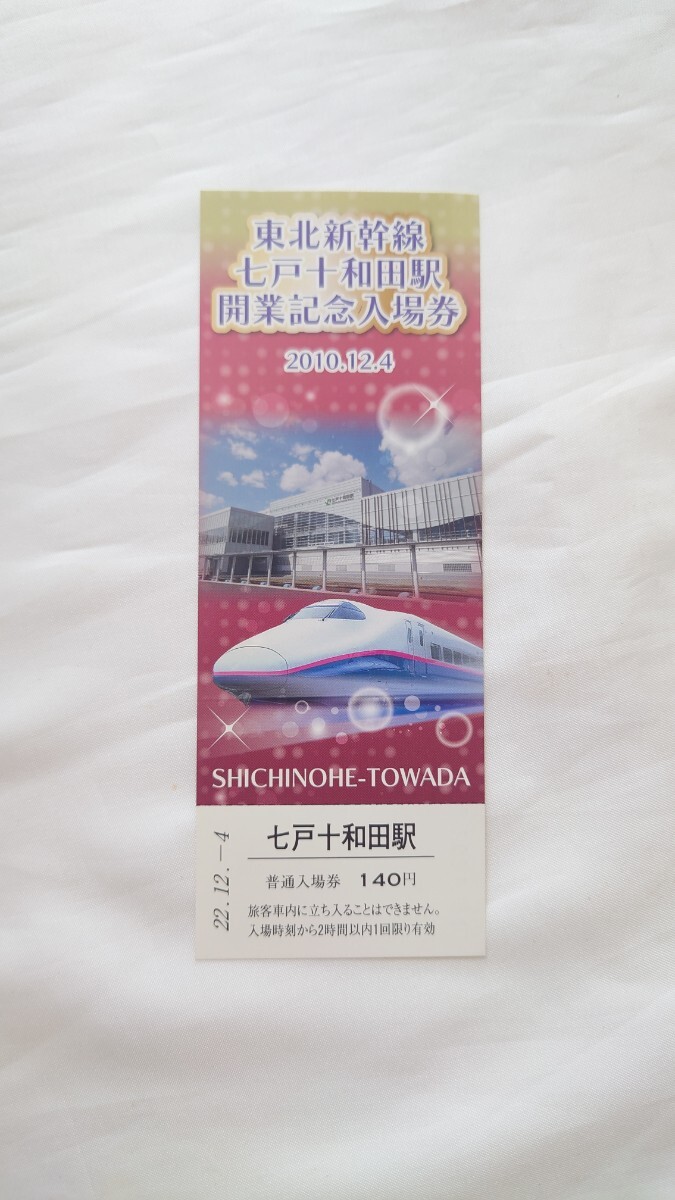 東北新幹線
七戸十和田駅
開業記念入場券
2010.12.4
SHICHINOHE-TOWADA
22.12.-4
七戸十和田駅
普通入場券 140円
旅客車内に立ち入ることはできません。
入場時刻から2時間以内1回限り有効